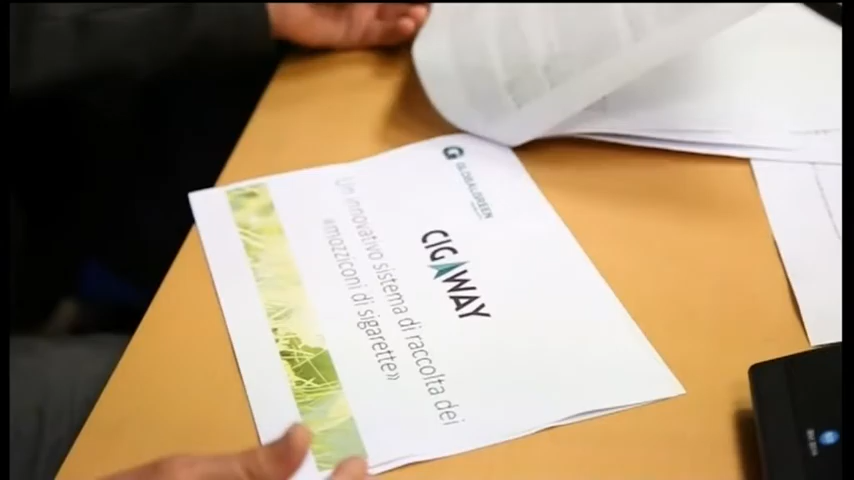 GLOBALGREEN
CIGAWAY
Un innovativo sistema di raccolta dei
«mozziconi di sigarette»